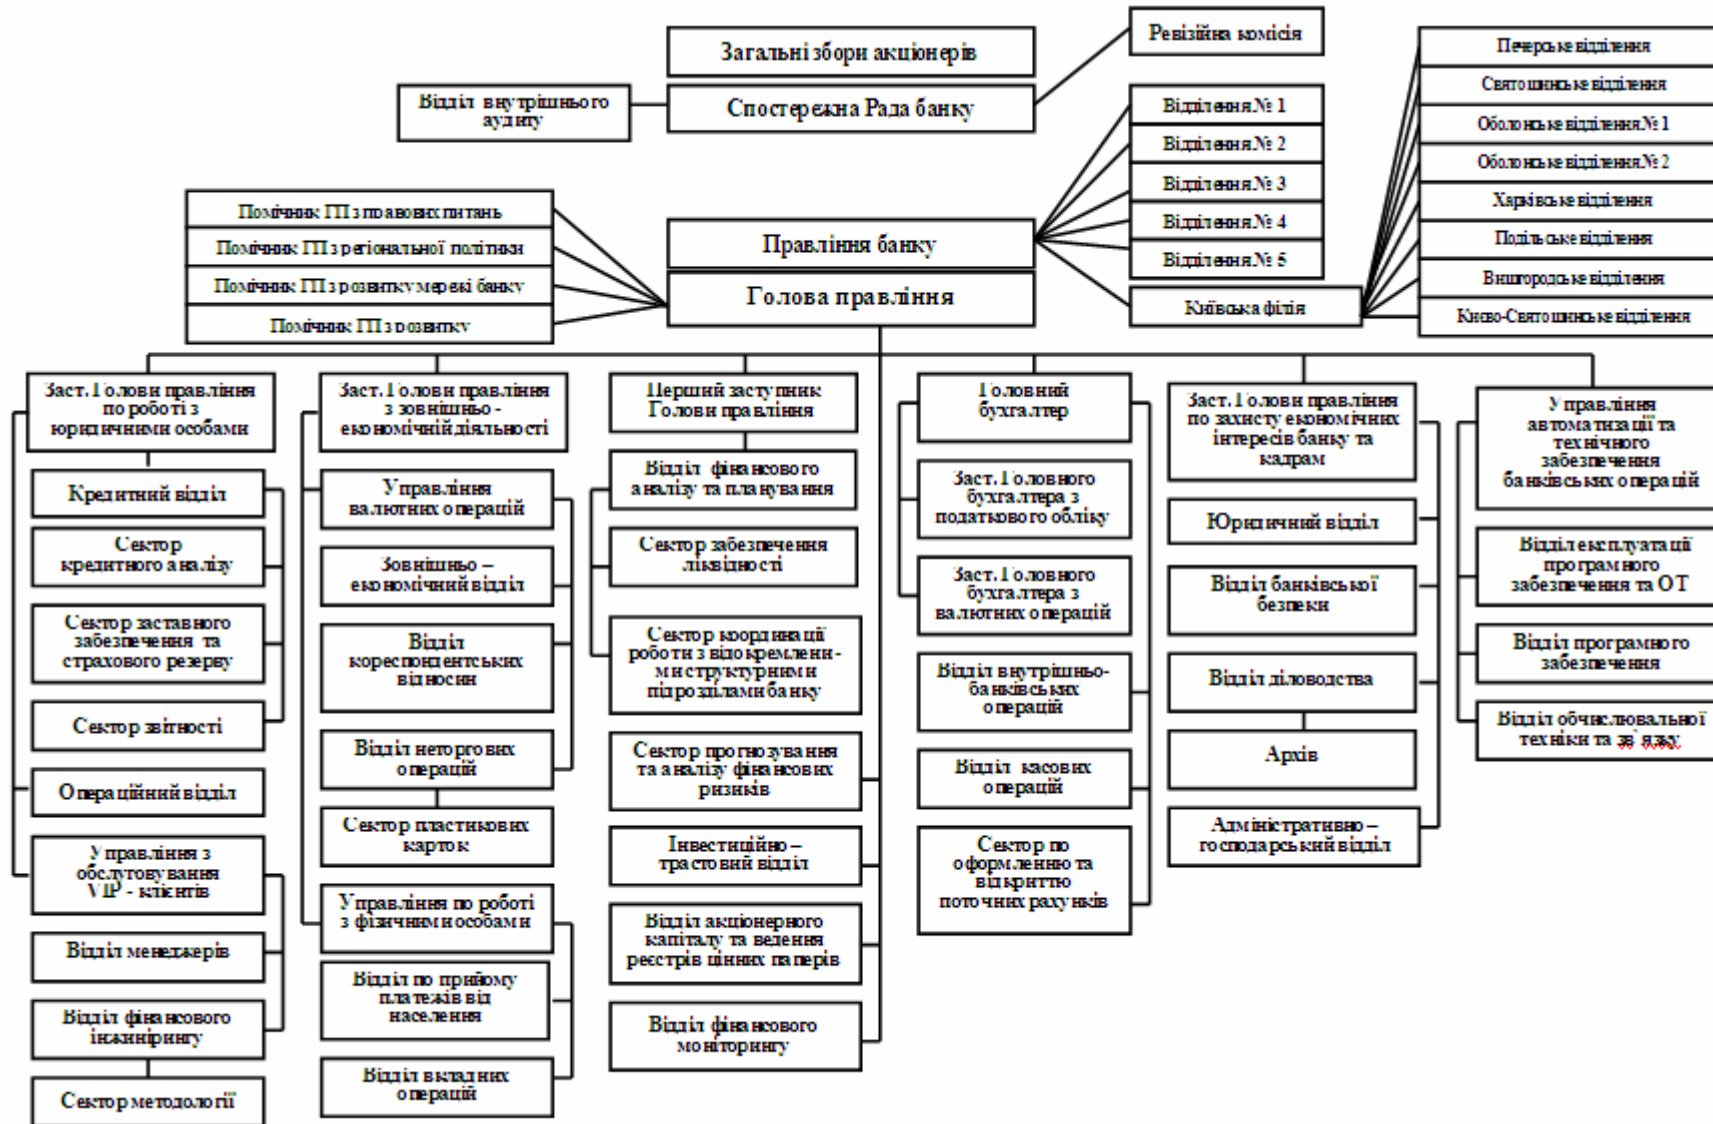 Загальні збори акціонерів
Ревізійна комісія
Відділ внутрішнього
аудиту
Спостережна Рада банку
Відділення № 1
Відділення № 2
Відділення № 3
Відділення № 4
Відділення № 5
Київська філія
Печерське відділення
Святошинське відділення
Оболонське відділення № 1
Оболонське відділення № 2
Харківське відділення
Подільське відділення
Вишгородське відділення
Києво-Святошинське відділення
Помічник ГП з правових питань
Помічник ГП з регіональної політики
Помічник ГП з розвитку мережі банку
Помічник ГП з розвитку
Правління банку
Голова правління
Заст. Голови правління
по роботі з
юридичними особами
Кредитний відділ
Сектор
кредитного аналізу
Сектор заставного
забезпечення та
страхового резерву
Сектор звітності
Операційний відділ
Управління з
обслуговування
VIP - клієнтів
Відділ менеджерів
Відділ фінансового
інжинірингу
Сектор методології
Заст. Голови правління
з зовнішньо -
економічній діяльності
Управління
валютних операцій
Зовнішньо –
економічний відділ
Відділ
кореспондентських
відносин
Відділ неторгових
операцій
Сектор пластикових
карток
Управління по роботі
з фізичними особами
Відділ по прийому
платежів від
населення
Відділ вкладних
операцій
Перший заступник
Голови правління
Відділ фінансового
аналізу та планування
Сектор забезпечення
ліквідності
Сектор координації
роботи з відокремлени -
ми структурними
підрозділами банку
Сектор прогнозування
та аналізу фінансових
ризиків
Інвестиційно –
трастовий відділ
Відділ акціонерного
капіталу та ведення
реєстрів цінних паперів
Відділ фінансового
моніторингу
Головний
бухгалтер
Заст. Головного
бухгалтера з
податкового обліку
Заст. Головного
бухгалтера з
валютних операцій
Відділ внутрішньо-
банківських
операцій
Відділ касових
операцій
Сектор по
оформленню та
відкриттю
поточних рахунків
Заст. Голови правління
по захисту економічних
інтересів банку та
кадрам
Юридичний відділ
Відділ банківської
безпеки
Відділ діловодства
Архів
Адміністративно –
господарський відділ
Управління
автоматизації та
технічного
забезпечення
банківських операцій
Відділ експлуатації
програмного
забезпечення та ОТ
Відділ програмного
забезпечення
Відділ обчислювальної
техніки та зв`язку